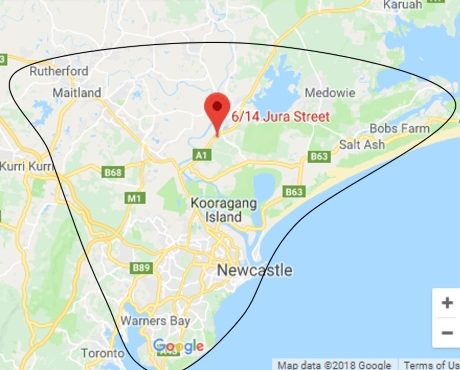 Karuah
Rutherford
Maitland
Medowie
6/14 Jura Street
Bobs Farm
Salt Ash
A1
B63
Kurri Kurri
B68
M1
B63
Kooragang
Island
B89
Newcastle
Warners Bay
Google
Toronto
+
−
Map data ©2018 Google
Terms of Us